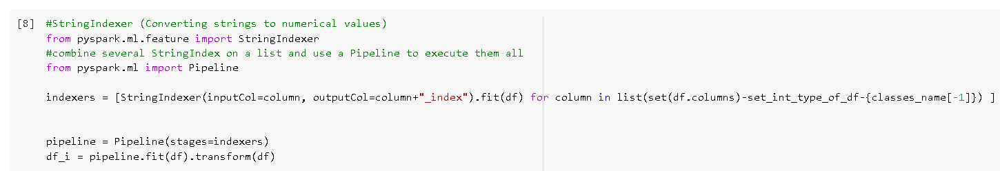 [8] #StringIndexer (Converting strings to numerical values)
from pyspark.ml.feature import StringIndexer
#combine several StringIndex on a list and use a Pipeline to execute them all
from pyspark.ml import Pipeline
indexers = [StringIndexer(inputCol=column, outputCol=column+"_index").fit(df) for column in list(set(df.columns)-set_int_type_of_df-{classes_name[-1]}) ]
pipeline = Pipeline(stages=indexers)
df_i = pipeline.fit(df).transform(df)